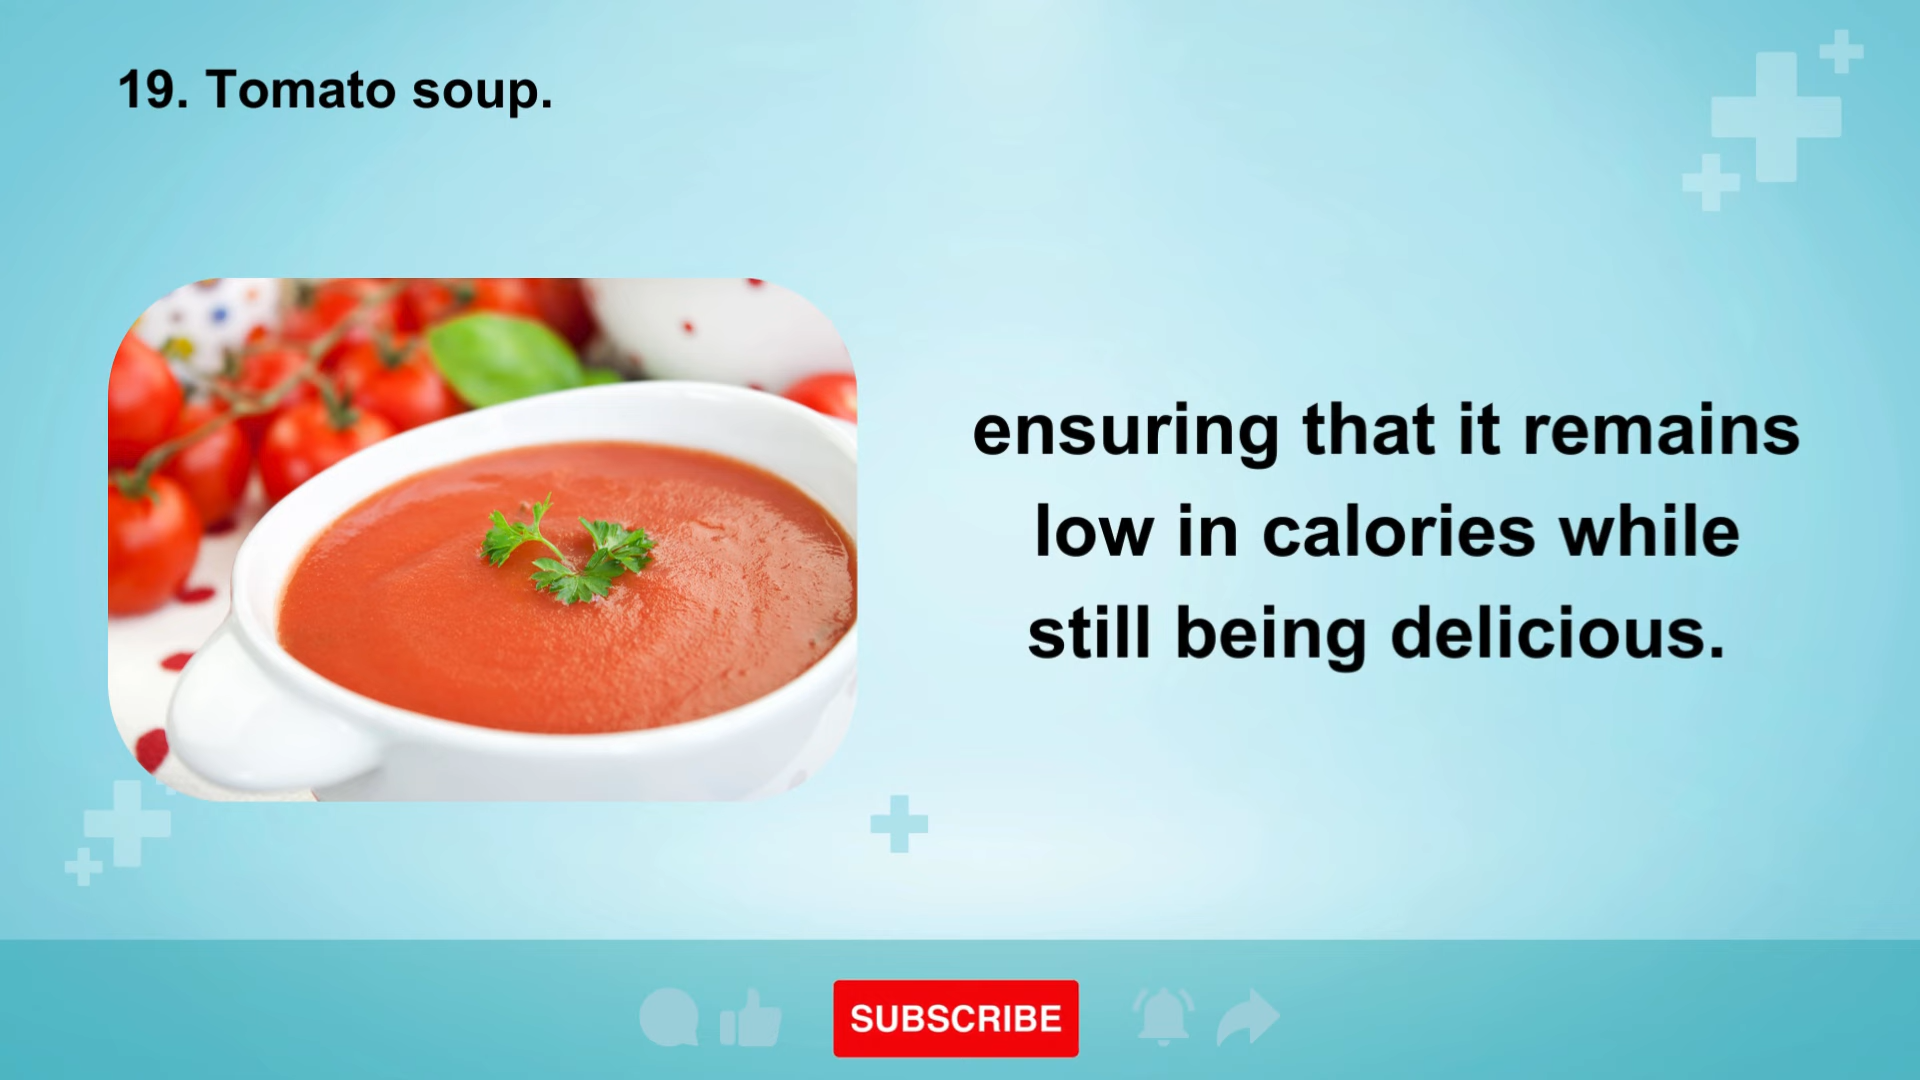 19. Tomato soup.
ensuring that it remains
low in calories while
still being delicious.
SUBSCRIBE